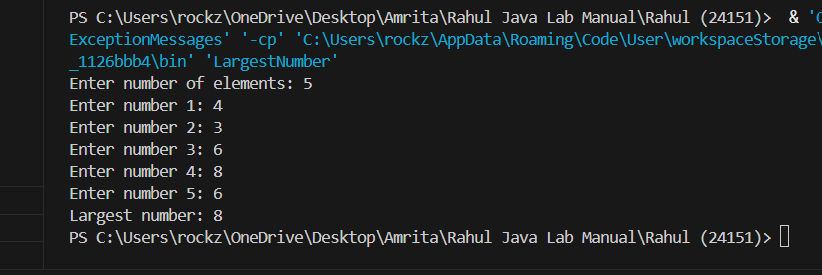 PS C:\Users\rockz\OneDrive\Desktop\Amrita\Rahul Java Lab Manual\Rahul (24151)>  & 'C
ExceptionMessages' '-cp' 'C:\Users\rockz\AppData\Roaming\Code\User\workspaceStorage\
_1126bbb4\bin' 'LargestNumber'
Enter number of elements: 5
Enter number 1: 4
Enter number 2: 3
Enter number 3: 6
Enter number 4: 8
Enter number 5: 6
Largest number: 8
PS C:\Users\rockz\OneDrive\Desktop\Amrita\Rahul Java Lab Manual\Rahul (24151)>